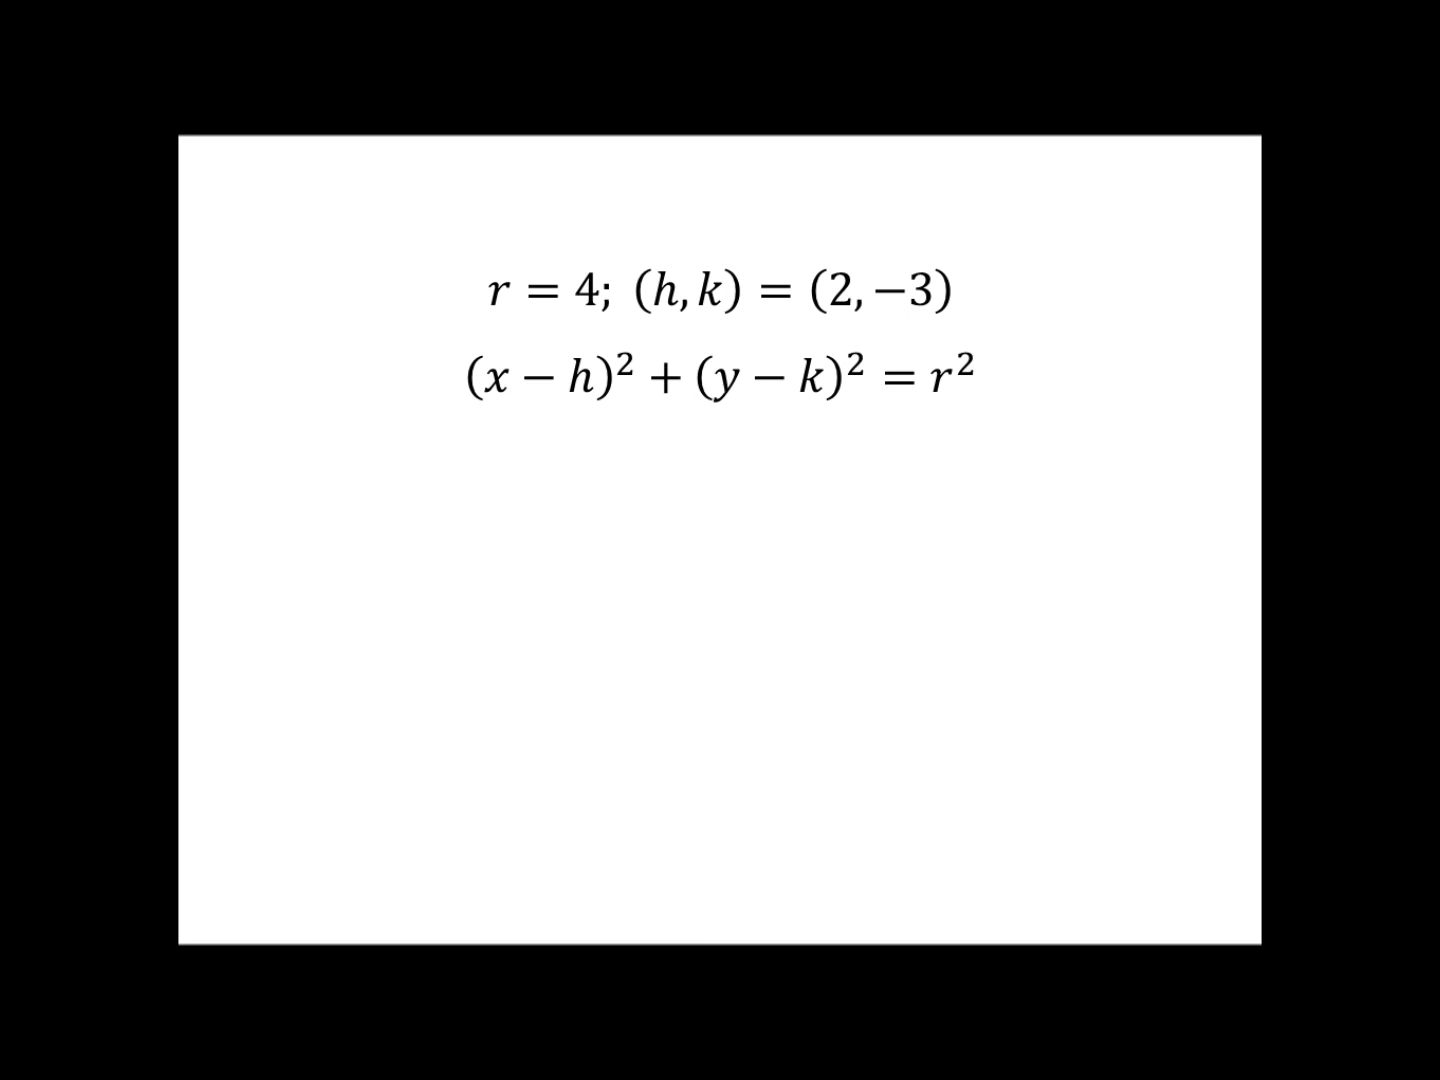 r = 4; (h, k) = (2, −3)
(x − h)² + (y − k)² = r²